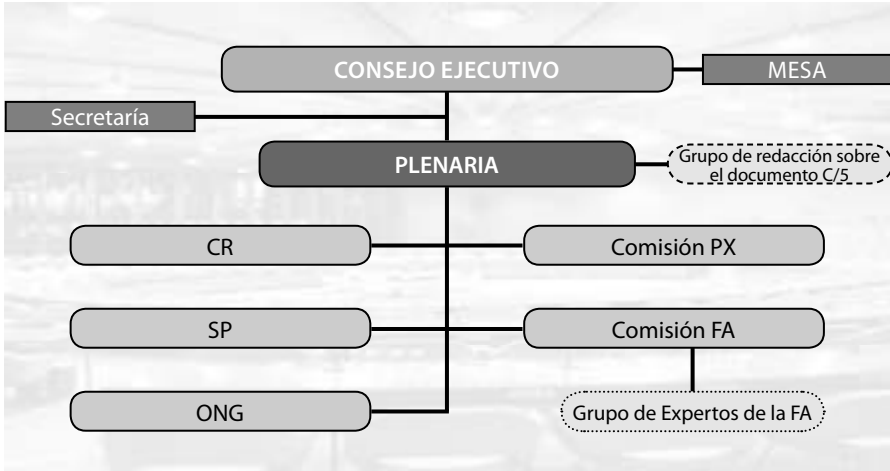 CONSEJO EJECUTIVO
MESA
Secretaría
PLENARIA
Grupo de redacción sobre
el documento C/5
CR
Comisión PX
SP
Comisión FA
ONG
Grupo de Expertos de la FA